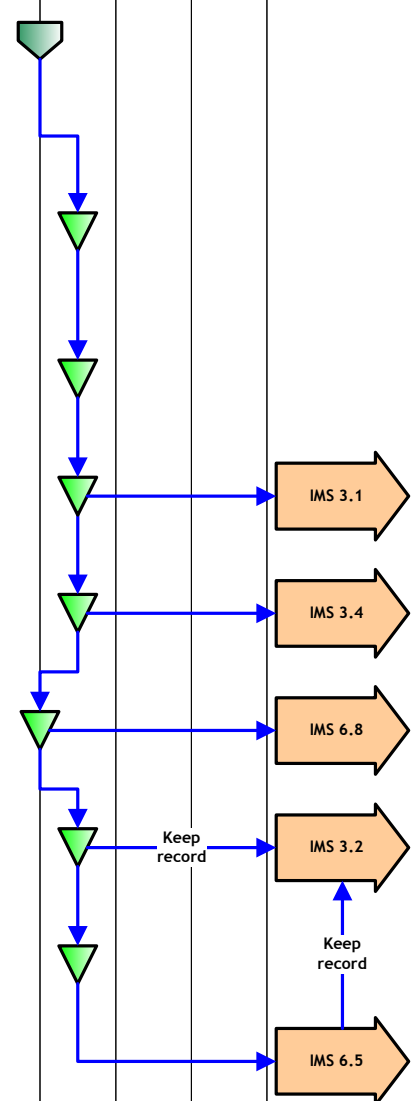 IMS 3.1
IMS 3.4
IMS 6.8
Keep
record
IMS 3.2
Keep
record
IMS 6.5